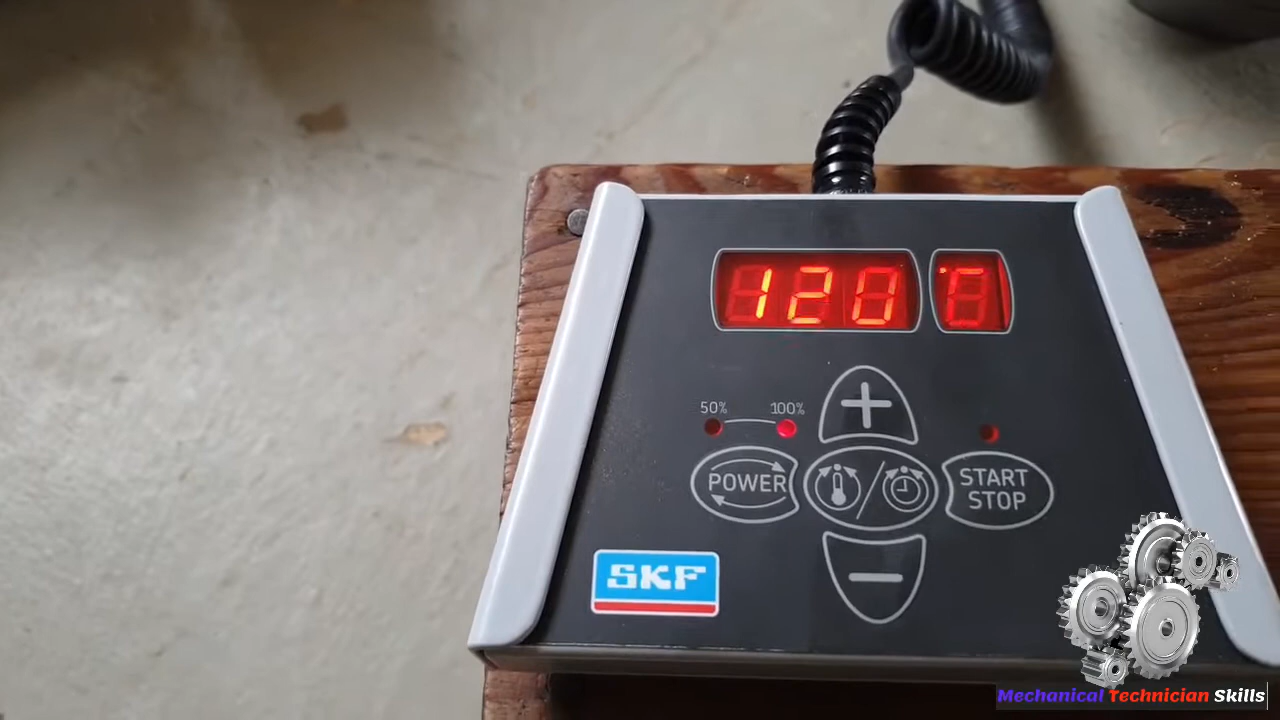 120 °C
50% 100%
POWER
START
STOP
SKF
Mechanical Technician Skills